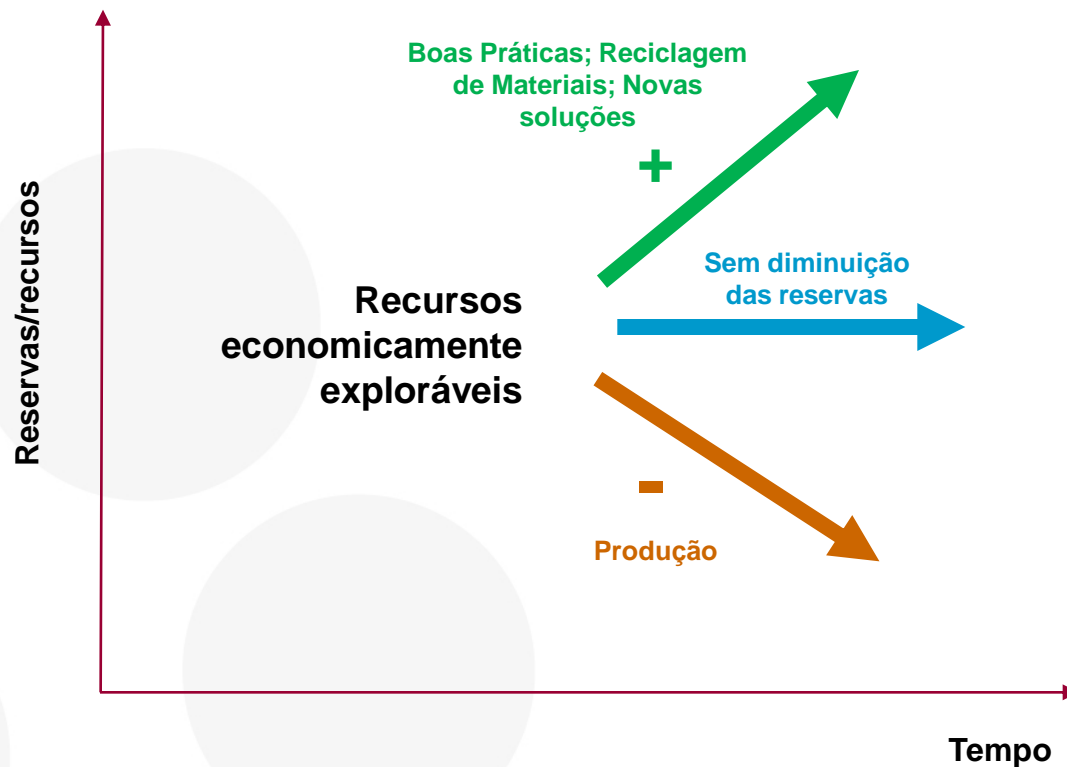 Boas Práticas; Reciclagem
de Materiais; Novas
soluções
+
Reservas/recursos
Sem diminuição
das reservas
Recursos
economicamente
exploráveis
-
Produção
Tempo